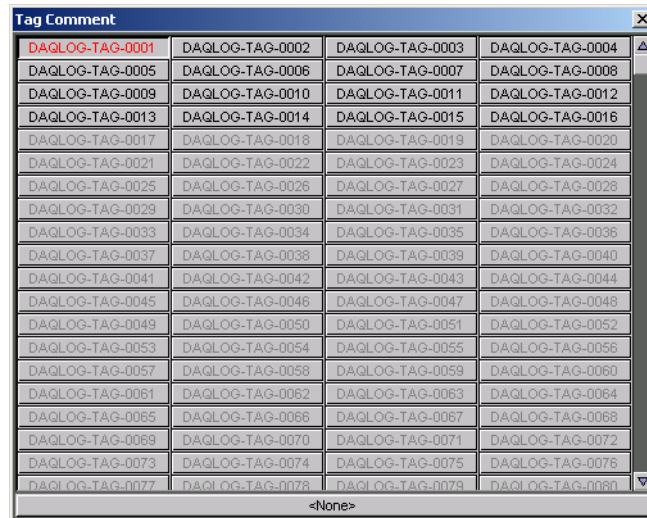 Tag Comment
DAQLOG-TAG-0001 DAQLOG-TAG-0002 DAQLOG-TAG-0003 DAQLOG-TAG-0004
DAQLOG-TAG-0005 DAQLOG-TAG-0006 DAQLOG-TAG-0007 DAQLOG-TAG-0008
DAQLOG-TAG-0009 DAQLOG-TAG-0010 DAQLOG-TAG-0011 DAQLOG-TAG-0012
DAQLOG-TAG-0013 DAQLOG-TAG-0014 DAQLOG-TAG-0015 DAQLOG-TAG-0016
DAQLOG-TAG-0017 DAQLOG-TAG-0018 DAQLOG-TAG-0019 DAQLOG-TAG-0020
DAQLOG-TAG-0021 DAQLOG-TAG-0022 DAQLOG-TAG-0023 DAQLOG-TAG-0024
DAQLOG-TAG-0025 DAQLOG-TAG-0026 DAQLOG-TAG-0027 DAQLOG-TAG-0028
DAQLOG-TAG-0029 DAQLOG-TAG-0030 DAQLOG-TAG-0031 DAQLOG-TAG-0032
DAQLOG-TAG-0033 DAQLOG-TAG-0034 DAQLOG-TAG-0035 DAQLOG-TAG-0036
DAQLOG-TAG-0037 DAQLOG-TAG-0038 DAQLOG-TAG-0039 DAQLOG-TAG-0040
DAQLOG-TAG-0041 DAQLOG-TAG-0042 DAQLOG-TAG-0043 DAQLOG-TAG-0044
DAQLOG-TAG-0045 DAQLOG-TAG-0046 DAQLOG-TAG-0047 DAQLOG-TAG-0048
DAQLOG-TAG-0049 DAQLOG-TAG-0050 DAQLOG-TAG-0051 DAQLOG-TAG-0052
DAQLOG-TAG-0053 DAQLOG-TAG-0054 DAQLOG-TAG-0055 DAQLOG-TAG-0056
DAQLOG-TAG-0057 DAQLOG-TAG-0058 DAQLOG-TAG-0059 DAQLOG-TAG-0060
DAQLOG-TAG-0061 DAQLOG-TAG-0062 DAQLOG-TAG-0063 DAQLOG-TAG-0064
DAQLOG-TAG-0065 DAQLOG-TAG-0066 DAQLOG-TAG-0067 DAQLOG-TAG-0068
DAQLOG-TAG-0069 DAQLOG-TAG-0070 DAQLOG-TAG-0071 DAQLOG-TAG-0072
DAQLOG-TAG-0073 DAQLOG-TAG-0074 DAQLOG-TAG-0075 DAQLOG-TAG-0076
DAQLOG-TAG-0077 DAQLOG-TAG-0078 DAQLOG-TAG-0079 DAQLOG-TAG-0080
<None>